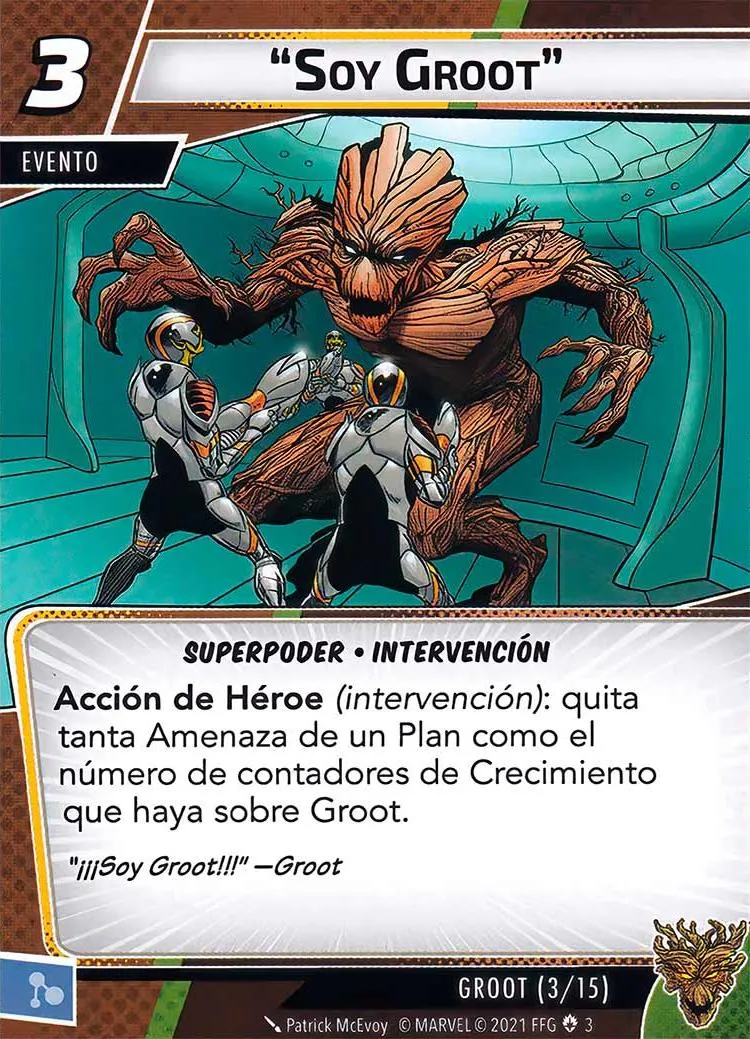 3
“Soy Groot”
EVENTO
SUPERPODER • INTERVENCIÓN
Acción de Héroe (intervención): quita
tanta Amenaza de un Plan como el
número de contadores de Crecimiento
que haya sobre Groot.
"¡¡¡Soy Groot!!!" —Groot
GROOT (3/15)
Patrick McEvoy © MARVEL © 2021 FFG 3